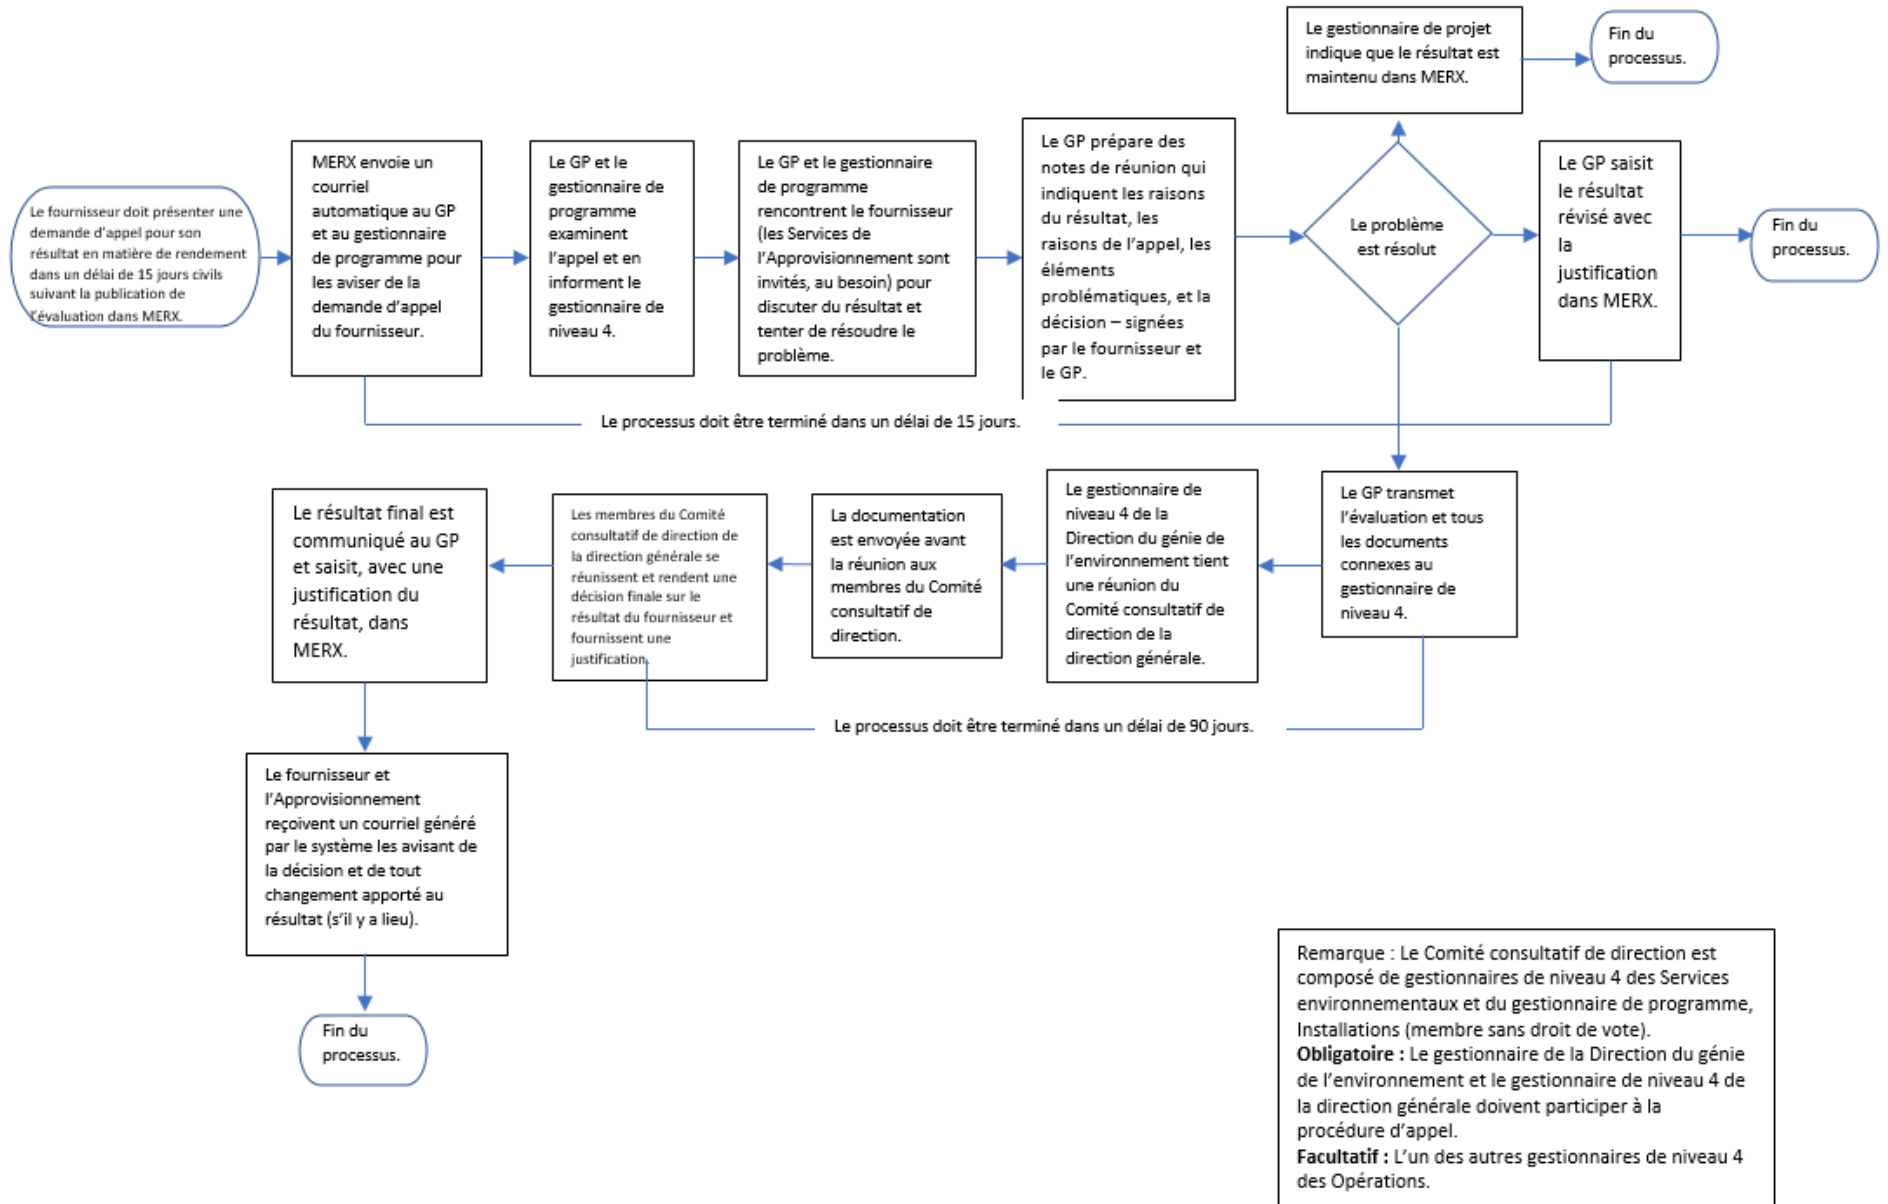 Le fournisseur doit présenter une
demande d'appel pour son
résultat en matière de rendement
dans un délai de 15 jours civils
suivant la publication de
l'évaluation dans MERX.
MERX envoie un
courriel
automatique au GP
et au gestionnaire
de programme pour
les aviser de la
demande d'appel
du fournisseur.
Le GP et le
gestionnaire de
programme
examinent
l'appel et en
informent le
gestionnaire de
niveau 4.
Le GP et le gestionnaire
de programme
rencontrent le fournisseur
(les Services de
l'Approvisionnement sont
invités, au besoin) pour
discuter du résultat et
tenter de résoudre le
problème.
Le GP prépare des
notes de réunion qui
indiquent les raisons
du résultat, les
raisons de l'appel, les
éléments
problématiques, et la
décision – signées
par le fournisseur et
le GP.
Le problème
est résolut
Le gestionnaire de projet
indique que le résultat est
maintenu dans MERX.
Fin du
processus.
Le GP saisit
le résultat
révisé avec
la
justification
dans MERX.
Fin du
processus.
Le processus doit être terminé dans un délai de 15 jours.
Le GP transmet
l'évaluation et tous
les documents
connexes au
gestionnaire de
niveau 4.
Le gestionnaire de
niveau 4 de la
Direction du génie de
l'environnement tient
une réunion du
Comité consultatif de
direction de la
direction générale.
La documentation
est envoyée avant
la réunion aux
membres du Comité
consultatif de
direction.
Les membres du Comité
consultatif de direction de
la direction générale se
réunissent et rendent une
décision finale sur le
résultat du fournisseur et
fournissent une
justification.
Le résultat final est
communiqué au GP
et saisit, avec une
justification du
résultat, dans
MERX.
Le processus doit être terminé dans un délai de 90 jours.
Le fournisseur et
l'Approvisionnement
reçoivent un courriel généré
par le système les avisant de
la décision et de tout
changement apporté au
résultat (s'il y a lieu).
Fin du
processus.
Remarque : Le Comité consultatif de direction est
composé de gestionnaires de niveau 4 des Services
environnementaux et du gestionnaire de programme,
Installations (membre sans droit de vote).
Obligatoire : Le gestionnaire de la Direction du génie
de l'environnement et le gestionnaire de niveau 4 de
la direction générale doivent participer à la
procédure d'appel.
Facultatif : L'un des autres gestionnaires de niveau 4
des Opérations.